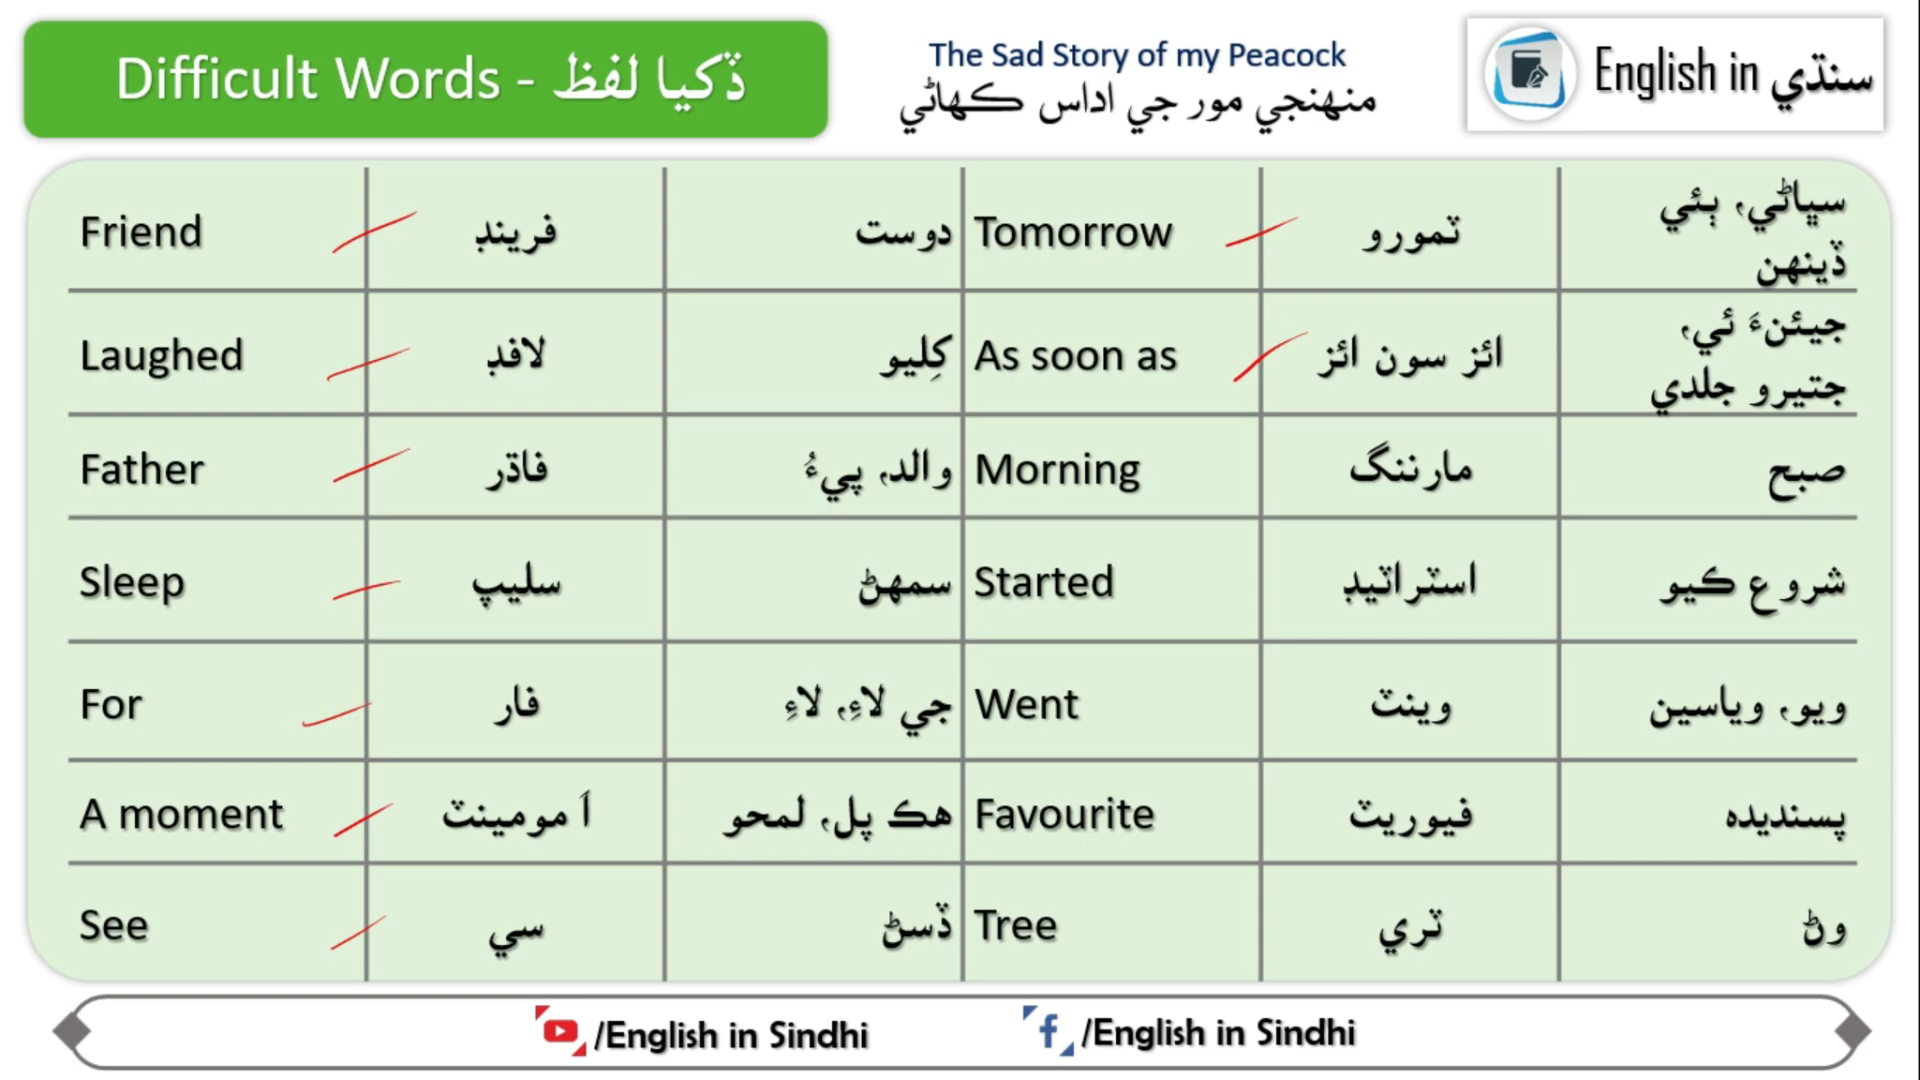 Difficult Words - ڏکيا لفظ
The Sad Story of my Peacock
منهنجي مور جي اداس ڪهاڻي
English in سنڌي
Friend فرينڊ دوست Tomorrow ٽمورو سڀاڻي، ٻئي
ڏينهن
Laughed لافڊ کِليو As soon as ائز سون ائز جيئنءَ ئي،
جتيرو جلدي
Father فاڌر والد، پيءُ Morning مارننگ صبح
Sleep سليپ سمهڻ Started اسٽراٽيڊ شروع ڪيو
For فار جي لاءِ، لاءِ Went وينٽ ويو، وياسين
A moment اَ مومينٽ هڪ پل، لمحو Favourite فيوريٽ پسنديده
See سي ڏسڻ Tree ٽري وڻ
/English in Sindhi /English in Sindhi